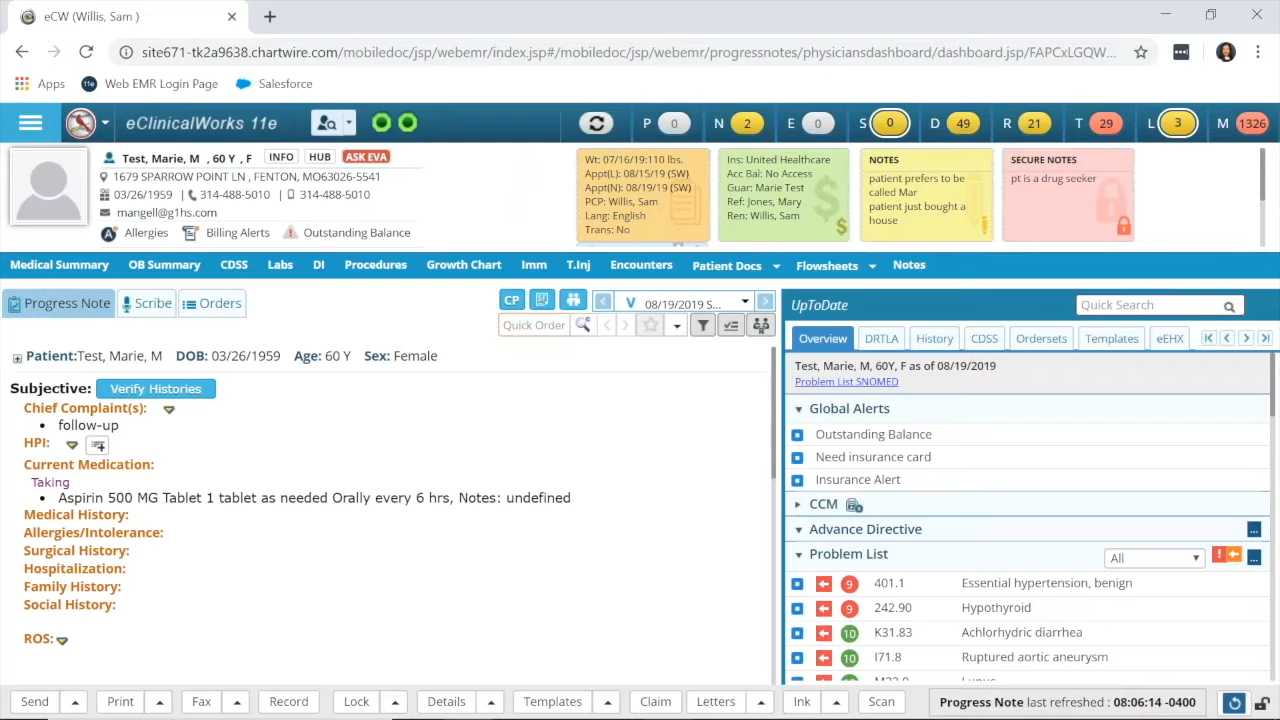 eCW (Willis, Sam )
site671-tk2a9638.chartwire.com/mobiledoc/jsp/webemr/index.jsp#/mobiledoc/jsp/webemr/progressnotes/physiciansdashboard/dashboard.jsp/FAPCxLGQW...
Apps 11e Web EMR Login Page Salesforce
eClinicalWorks 11e P 0 N 2 E 0 S 0 D 49 R 21 T 29 L 3 M 1326
Test, Marie, M , 60 Y , F INFO HUB ASK EVA
1679 SPARROW POINT LN , FENTON, MO63026-5541
03/26/1959 314-488-5010 314-488-5010
mangell@g1hs.com
A Allergies Billing Alerts Outstanding Balance
Wt: 07/16/19:110 lbs.
Appt(L): 08/15/19 (SW)
Appt(N): 08/19/19 (SW)
PCP: Willis, Sam
Lang: English
Trans: No
Ins: United Healthcare
Acc Bal: No Access
Guar: Marie Test
Ref: Jones, Mary
Ren: Willis, Sam
$
$
NOTES
patient prefers to
be called Mar
patient just bought a
house
SECURE NOTES
pt is a drug seeker
Medical Summary OB Summary CDSS Labs DI Procedures Growth Chart Imm T.Inj Encounters Patient Docs Flowsheets Notes
Progress Note Scribe Orders CP V 08/19/2019 S...
Quick Order
Patient:Test, Marie, M DOB: 03/26/1959 Age: 60 Y Sex: Female
Subjective: Verify Histories
Chief Complaint(s):
• follow-up
HPI:
Current Medication:
Taking
• Aspirin 500 MG Tablet 1 tablet as needed Orally every 6 hrs, Notes: undefined
Medical History:
Allergies/Intolerance:
Surgical History:
Hospitalization:
Family History:
Social History:
ROS:
UpToDate Quick Search
Overview DRTLA History CDSS Ordersets Templates eEHX
Test, Marie, M, 60Y, F as of 08/19/2019
Problem List SNOMED
Global Alerts
Outstanding Balance
Need insurance card
Insurance Alert
CCM
Advance Directive ...
Problem List All ! ...
9 401.1 Essential hypertension, benign
9 242.90 Hypothyroid
10 K31.83 Achlorhydric diarrhea
10 I71.8 Ruptured aortic aneurysm
Send Print Fax Record Lock Details Templates Claim Letters Ink Scan Progress Note last refreshed : 08:06:14 -0400